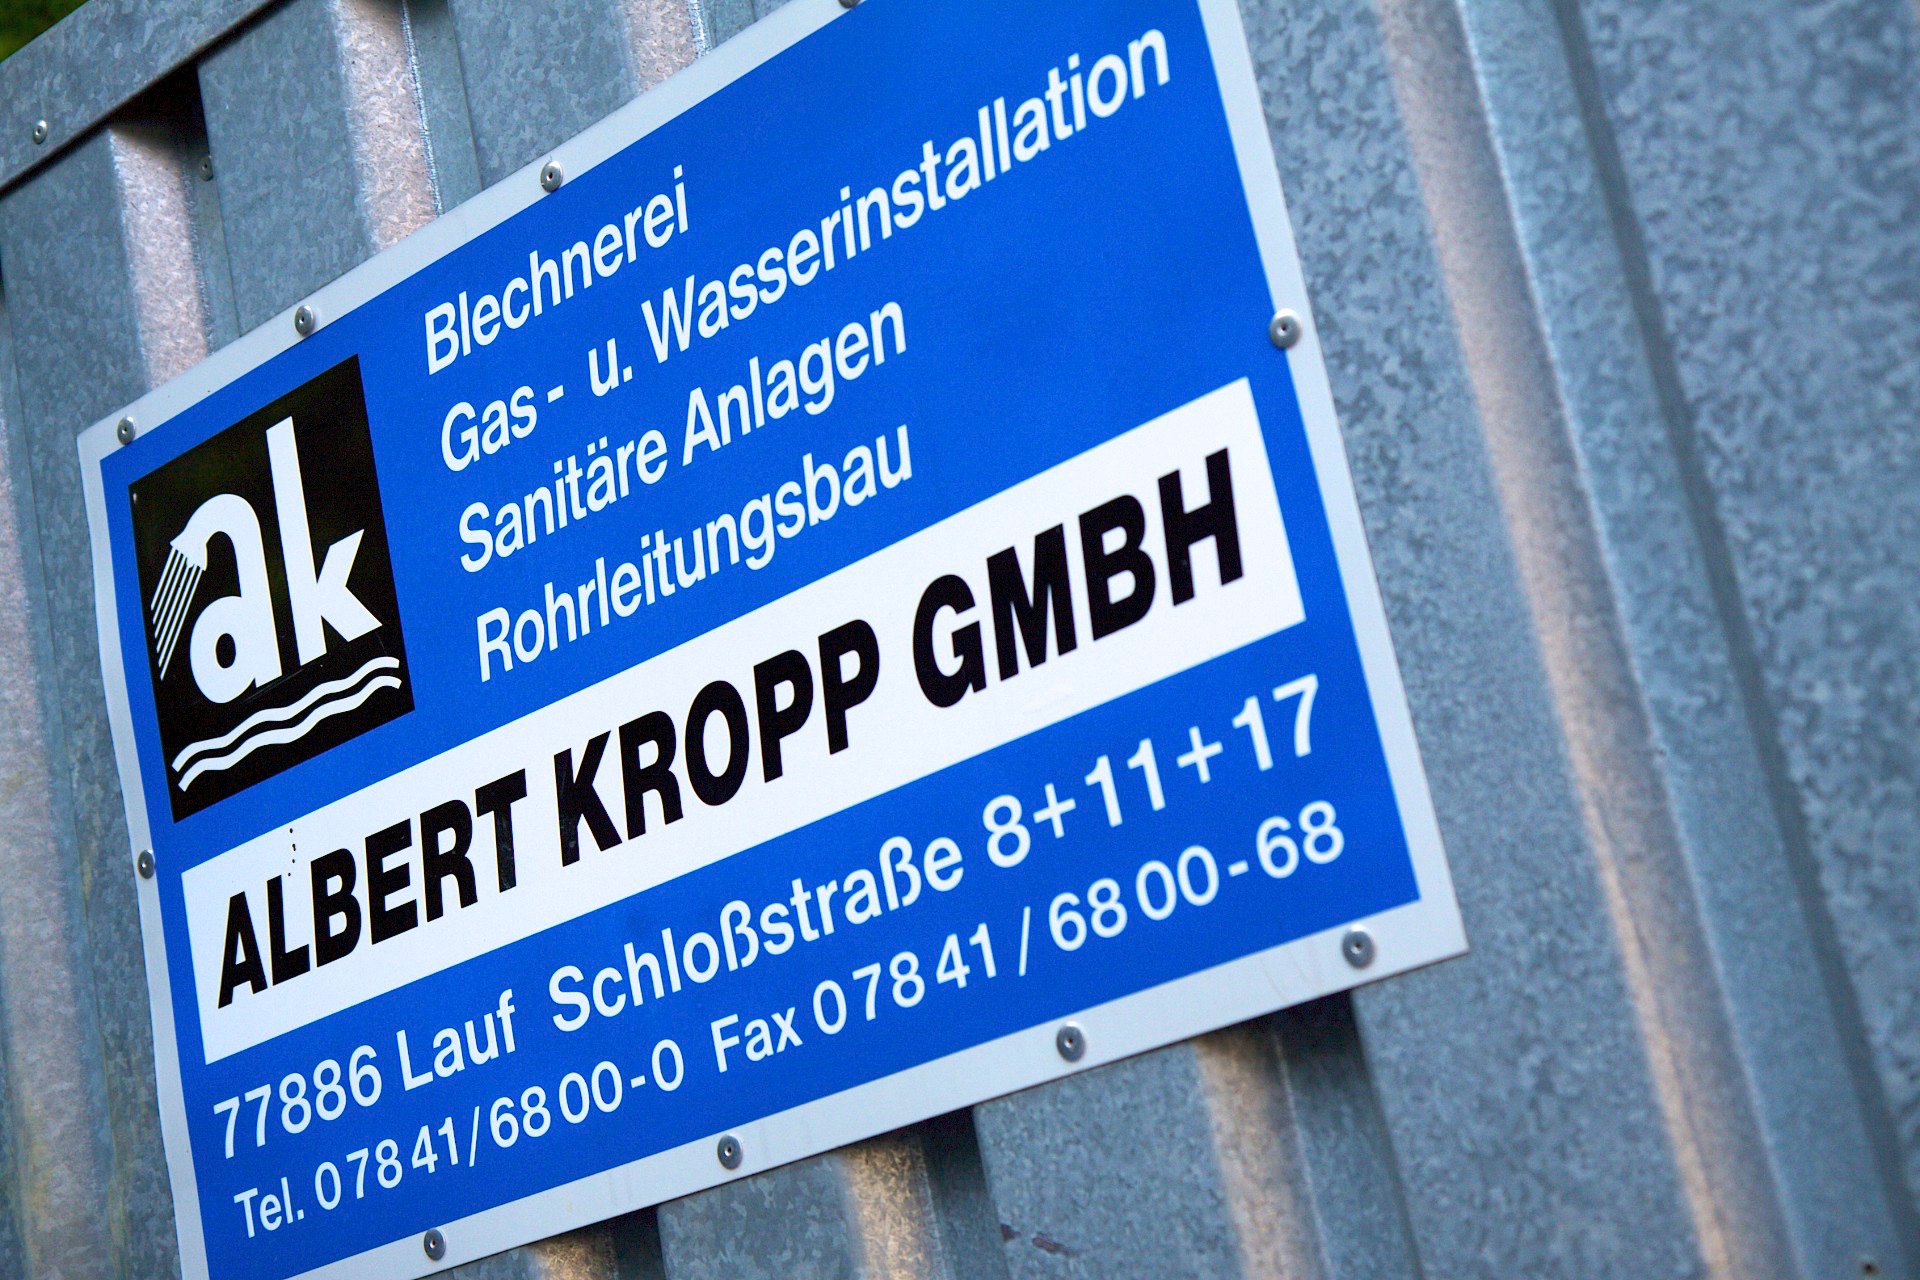 ak
Blechnerei
Gas- u. Wasserinstallation
Sanitäre Anlagen
Rohrleitungsbau
ALBERT KROPP GMBH
77886 Lauf Schloßstraße 8+11+17
Tel. 07841/6800-0 Fax 07841/6800-68